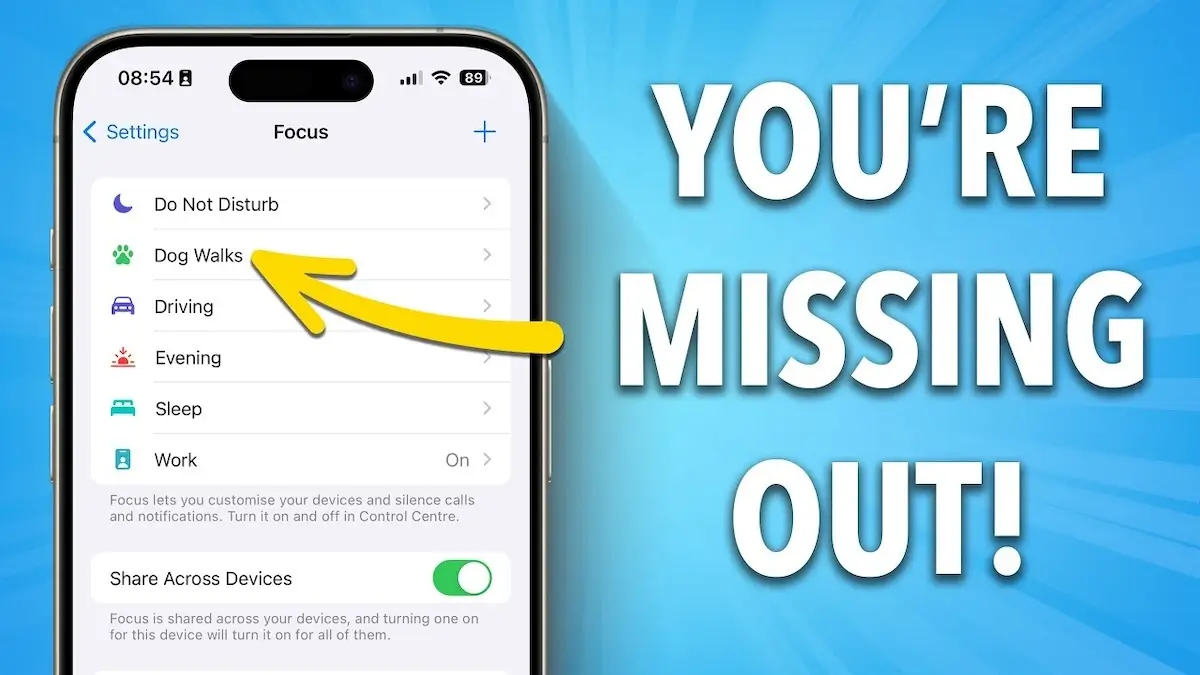 08:54 89
Settings Focus
Do Not Disturb
Dog Walks
Driving
Evening
Sleep
Work On
Focus lets you customise your devices and silence calls
and notifications. Turn it on and off in Control Centre.
Share Across Devices
Focus is shared across your devices, and turning one on
for this device will turn it on for all of them.
YOU’RE
MISSING
OUT!